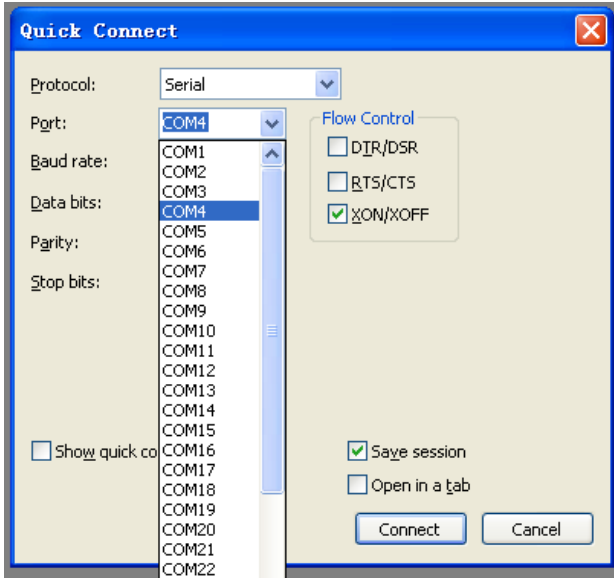 Quick Connect
Protocol: Serial
Port: COM4
Flow Control
Baud rate:
Data bits:
Parity:
Stop bits:
DTR/DSR
RTS/CTS
XON/XOFF
COM1
COM2
COM3
COM4
COM5
COM6
COM7
COM8
COM9
COM10
COM11
COM12
COM13
COM14
COM15
COM16
COM17
COM18
COM19
COM20
COM21
COM22
Show quick co
Save session
Open in a tab
Connect
Cancel